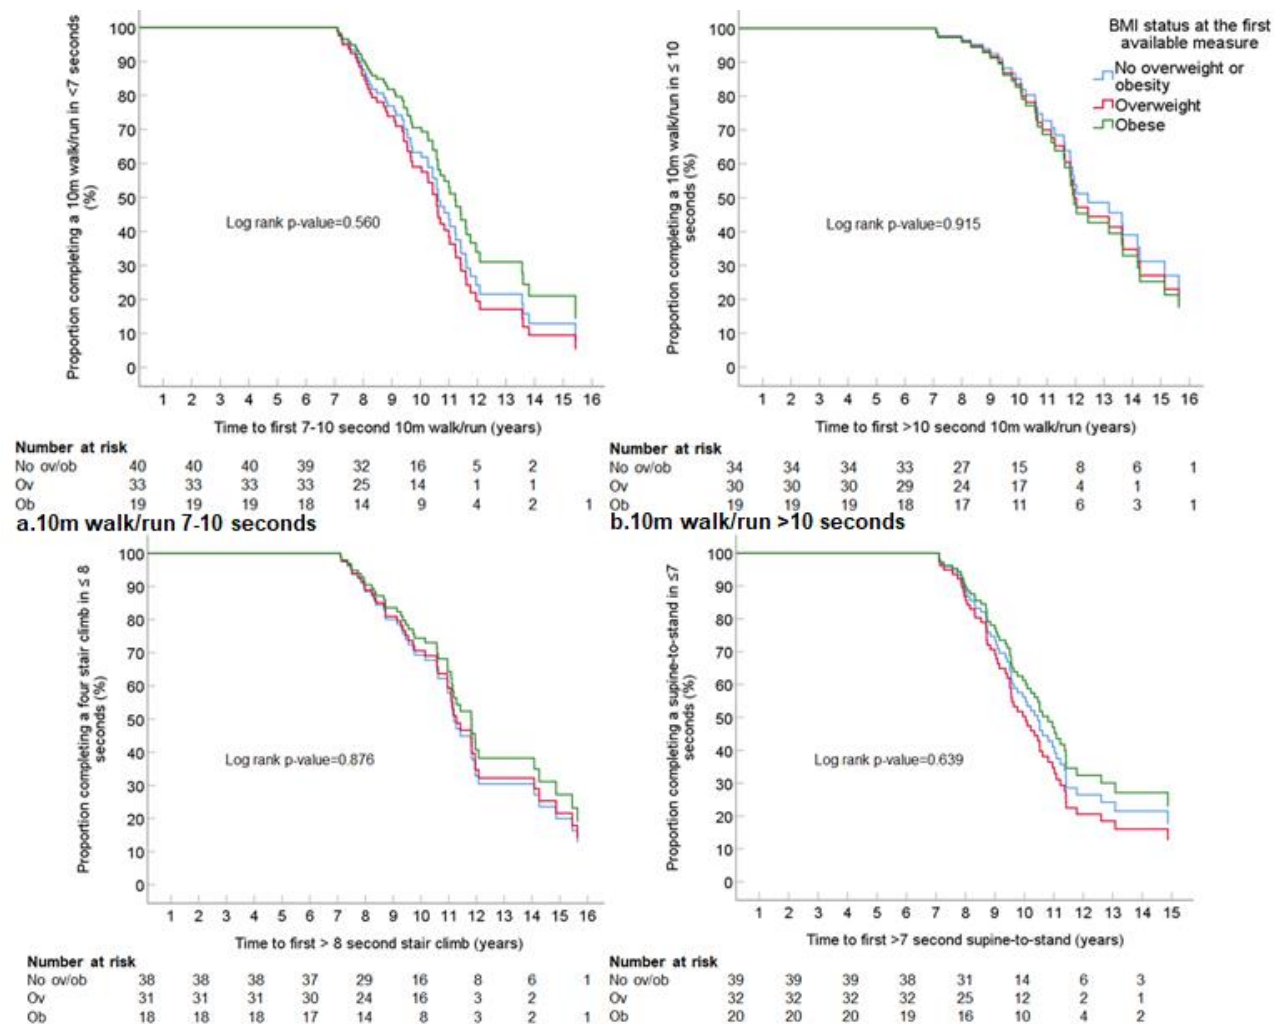 Proportion completing a 10m walk/run in <7 seconds
(%)
100
90
80
70
60
50
40
30
20
10
0
Log rank p-value=0.560
1 2 3 4 5 6 7 8 9 10 11 12 13 14 15 16
Time to first 7-10 second 10m walk/run (years)
Number at risk
No ov/ob 40 40 40 39 32 16 5 2
Ov 33 33 33 33 25 14 1 1
Ob 19 19 19 18 14 9 4 2 1
a.10m walk/run 7-10 seconds
Proportion completing a 10m walk/run in ≤ 10
seconds (%)
100
90
80
70
60
50
40
30
20
10
0
Log rank p-value=0.915
BMI status at the first
available measure
No overweight or
obesity
Overweight
Obese
1 2 3 4 5 6 7 8 9 10 11 12 13 14 15 16
Time to first >10 second 10m walk/run (years)
Number at risk
No ov/ob 34 34 34 33 27 15 8 6 1
Ov 30 30 30 29 24 17 4 1
Ob 19 19 19 18 17 11 6 3 1
b.10m walk/run >10 seconds
Proportion completing a four stair climb in ≤ 8
seconds (%)
100
90
80
70
60
50
40
30
20
10
0
Log rank p-value=0.876
1 2 3 4 5 6 7 8 9 10 11 12 13 14 15 16
Time to first > 8 second stair climb (years)
Number at risk
No ov/ob 38 38 38 37 29 16 8 6 1
Ov 31 31 31 30 24 16 3 2
Ob 18 18 18 17 14 8 3 2 1
Proportion completing a supine-to-stand in ≤7
seconds (%)
100
90
80
70
60
50
40
30
20
10
0
Log rank p-value=0.639
1 2 3 4 5 6 7 8 9 10 11 12 13 14 15
Time to first >7 second supine-to-stand (years)
Number at risk
No ov/ob 39 39 39 38 31 14 6 3
Ov 32 32 32 32 25 12 2 1
Ob 20 20 20 19 16 10 4 2